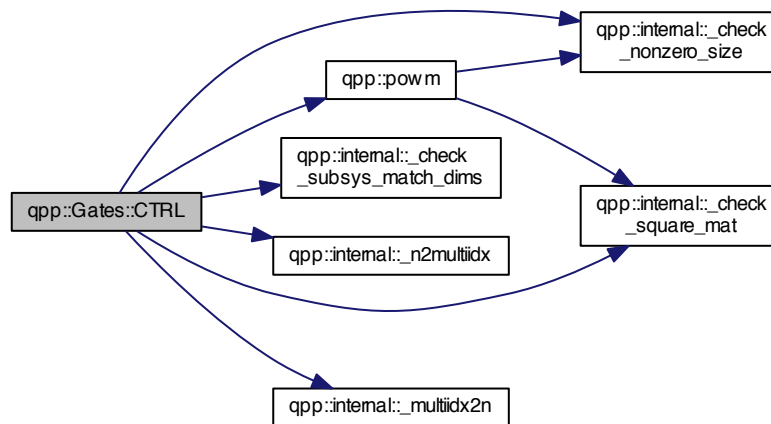 qpp::internal::_check
_nonzero_size
qpp::powm
qpp::internal::_check
_subsys_match_dims
qpp::Gates::CTRL
qpp::internal::_check
_square_mat
qpp::internal::_n2multiidx
qpp::internal::_multiidx2n